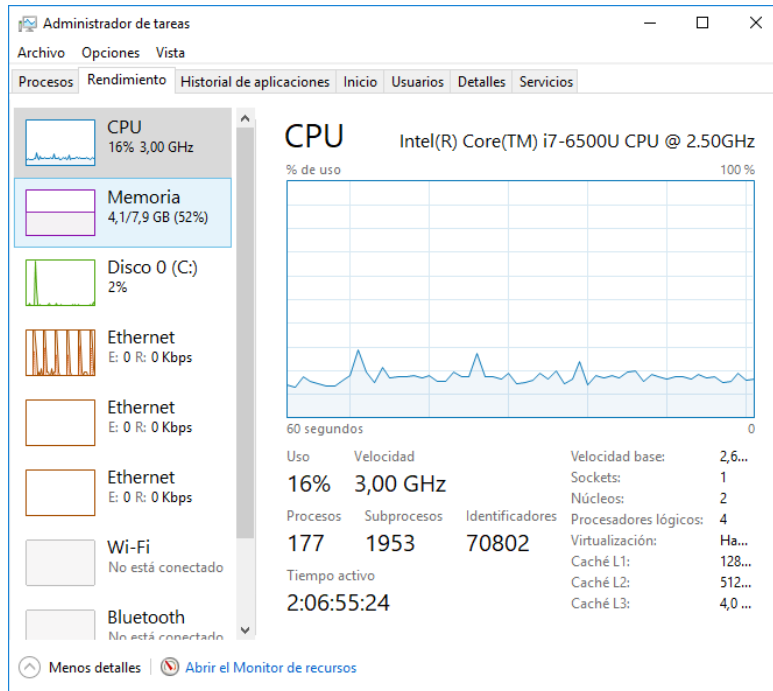 Administrador de tareas
Archivo Opciones Vista
Procesos Rendimiento Historial de aplicaciones Inicio Usuarios Detalles Servicios
CPU
16% 3,00 GHz
Memoria
4,1/7,9 GB (52%)
Disco 0 (C:)
2%
Ethernet
E: 0 R: 0 Kbps
Ethernet
E: 0 R: 0 Kbps
Ethernet
E: 0 R: 0 Kbps
Wi-Fi
No está conectado
Bluetooth
No está conectado
CPU Intel(R) Core(TM) i7-6500U CPU @ 2.50GHz
% de uso 100 %
60 segundos 0
Uso Velocidad
16% 3,00 GHz
Procesos Subprocesos Identificadores
177 1953 70802
Tiempo activo
2:06:55:24
Velocidad base: 2,6...
Sockets: 1
Núcleos: 2
Procesadores lógicos: 4
Virtualización: Ha...
Caché L1: 128...
Caché L2: 512...
Caché L3: 4,0 ...
Menos detalles Abrir el Monitor de recursos